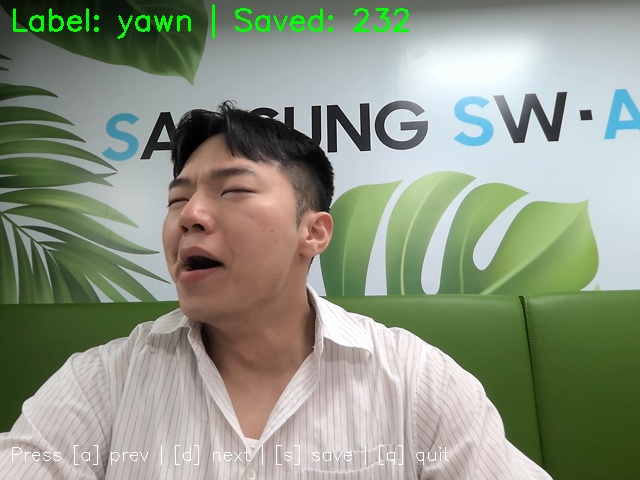 Label: yawn | Saved: 232
SAMSUNG SW·A
Press [a] prev | [d] next | [s] save | [q] quit